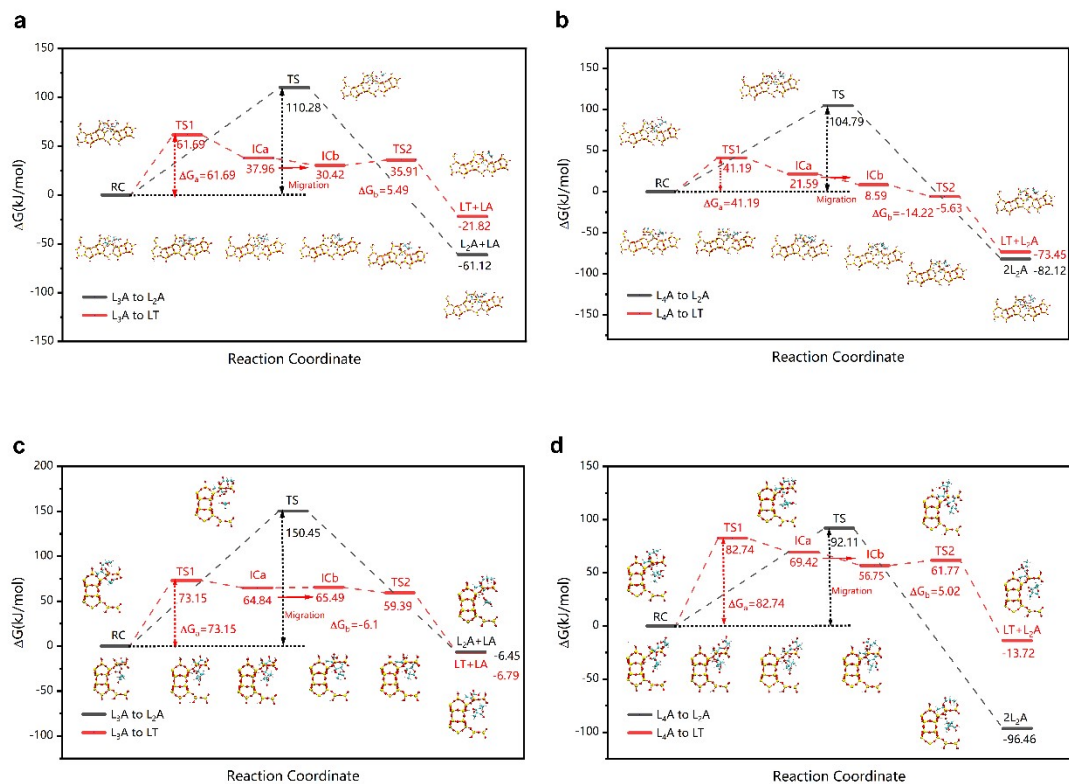 a
150
100
50
0
-50
-100
150
ΔG(kJ/mol)
Reaction Coordinate
RC
TS1
61.69
ΔGₐ=61.69
ICa
37.96
Migration
TS
110.28
ICb
30.42
TS2
35.91
ΔG_b=5.49
LT+LA
-21.82
L₂A+LA
-61.12
L₃A to L₂A
L₃A to LT
b
150
100
50
0
-50
-100
150
ΔG(kJ/mol)
Reaction Coordinate
RC
TS1
41.19
ΔGₐ=41.19
ICa
21.59
Migration
TS
104.79
ICb
8.59
TS2
-5.63
ΔG_b=-14.22
LT+L₂A
-73.45
2L₂A
-82.12
L₄A to L₂A
L₄A to LT
c
200
150
100
50
0
50
-100
ΔG(kJ/mol)
Reaction Coordinate
RC
TS1
73.15
ΔGₐ=73.15
ICa
64.84
Migration
TS
150.45
ICb
65.49
TS2
59.39
ΔG_b=-6.1
L₂A+LA
-6.45
LT+LA
-6.79
L₃A to L₂A
L₃A to LT
d
150
100
50
0
-50
-100
ΔG(kJ/mol)
Reaction Coordinate
RC
TS1
82.74
ΔGₐ=82.74
ICa
69.42
Migration
TS
92.11
ICb
56.75
TS2
61.77
ΔG_b=5.02
LT+L₂A
-13.72
2L₂A
-96.46
L₄A to L₂A
L₄A to LT